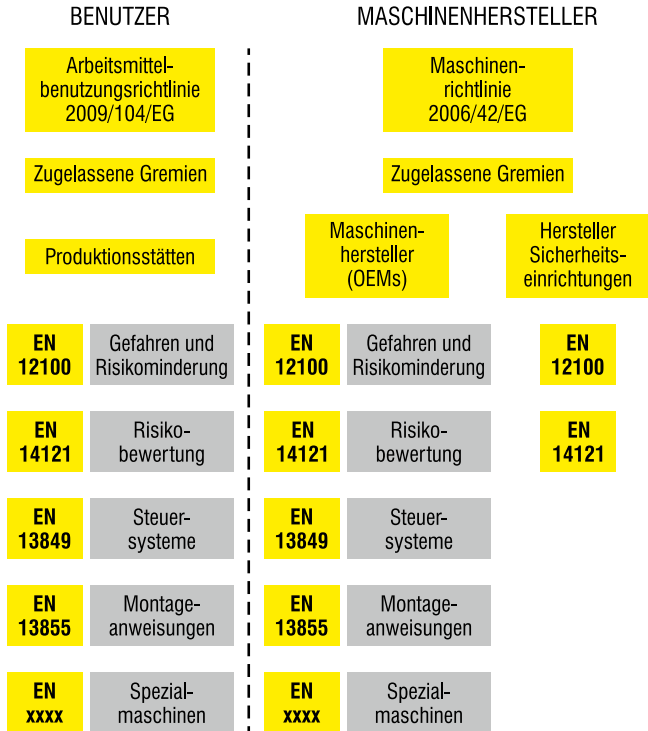 BENUTZER
Arbeitsmittel-
benutzungsrichtlinie
2009/104/EG
Zugelassene Gremien
Produktionsstätten
EN
12100
Gefahren und
Risikominderung
EN
14121
Risiko-
bewertung
EN
13849
Steuer-
systeme
EN
13855
Montage-
anweisungen
EN
xxxx
Spezial-
maschinen
MASCHINENHERSTELLER
Maschinen-
richtlinie
2006/42/EG
Zugelassene Gremien
Maschinen-
hersteller
(OEMs)
Hersteller
Sicherheits-
einrichtungen
EN
12100
Gefahren und
Risikominderung
EN
12100
EN
14121
Risiko-
bewertung
EN
14121
EN
13849
Steuer-
systeme
EN
13855
Montage-
anweisungen
EN
xxxx
Spezial-
maschinen